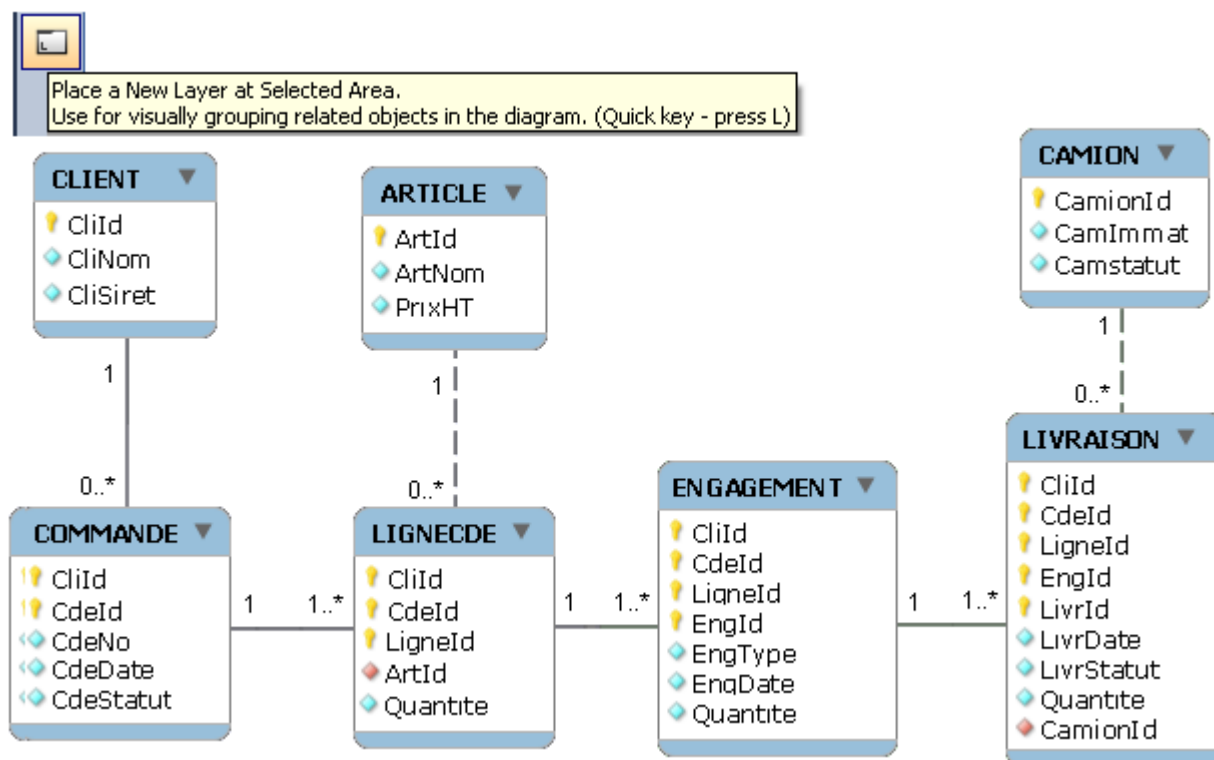 Place a New Layer at Selected Area.
Use for visually grouping related objects in the diagram. (Quick key - press L)
CLIENT
CliId
CliNom
CliSiret
ARTICLE
ArtId
ArtNom
PrixHT
CAMION
CamionId
CamImmat
Camstatut
1
0..*
1
0..*
1
0..*
COMMANDE
CliId
CdeId
CdeNo
CdeDate
CdeStatut
1 1..*
LIGNECDE
CliId
CdeId
LigneId
ArtId
Quantite
1 1..*
ENGAGEMENT
CliId
CdeId
LigneId
EngId
EngType
EngDate
Quantite
1 1..*
LIVRAISON
CliId
CdeId
LigneId
EngId
LivrId
LivrDate
LivrStatut
Quantite
CamionId